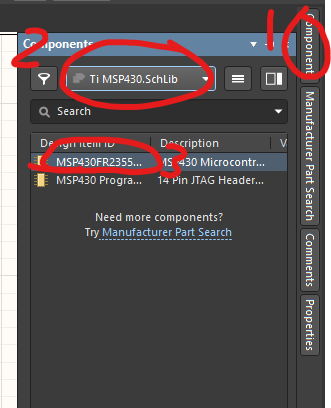 1
2
Components
Ti MSP430.SchLib
Search
Design Item ID Description V
MSP430FR2355... 3 MSP430 Microcontr...
MSP430 Progra... 14 Pin JTAG Header...
Need more components?
Try Manufacturer Part Search
Components
Manufacturer Part Search
Comments
Properties